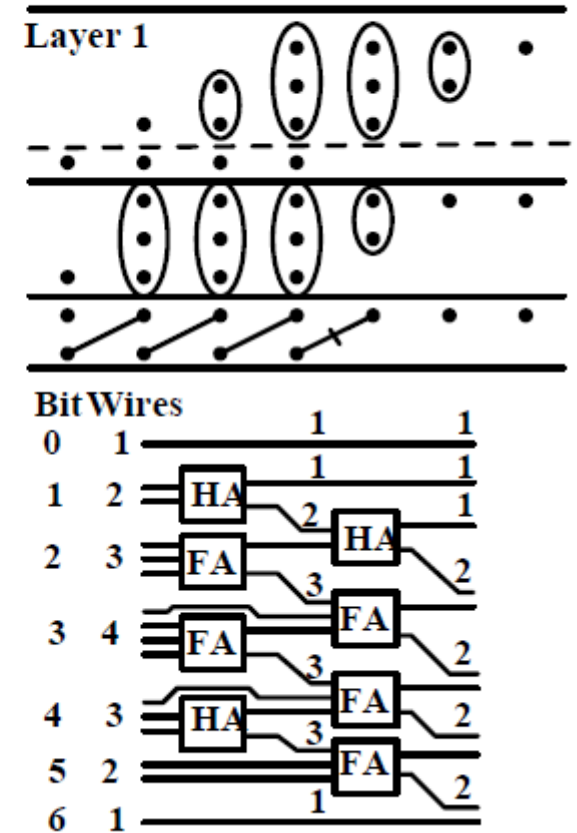 Layer 1
Bit Wires
0 1 1 1
1 2 HA 1 1
2 HA 1
2 3 FA 2
3 FA
3 4 FA 2
3 FA
4 3 HA 2
3 FA
5 2 2
6 1 1